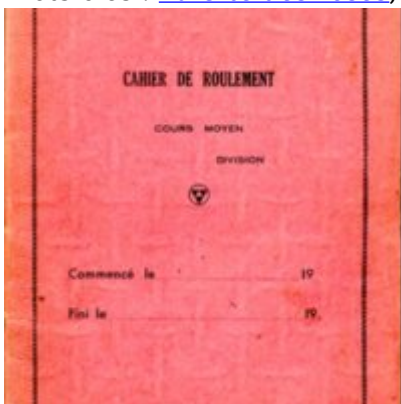 CAHIER DE ROULEMENT
COURS MOYEN
DIVISION
Commencé le 19
Fini le 19.